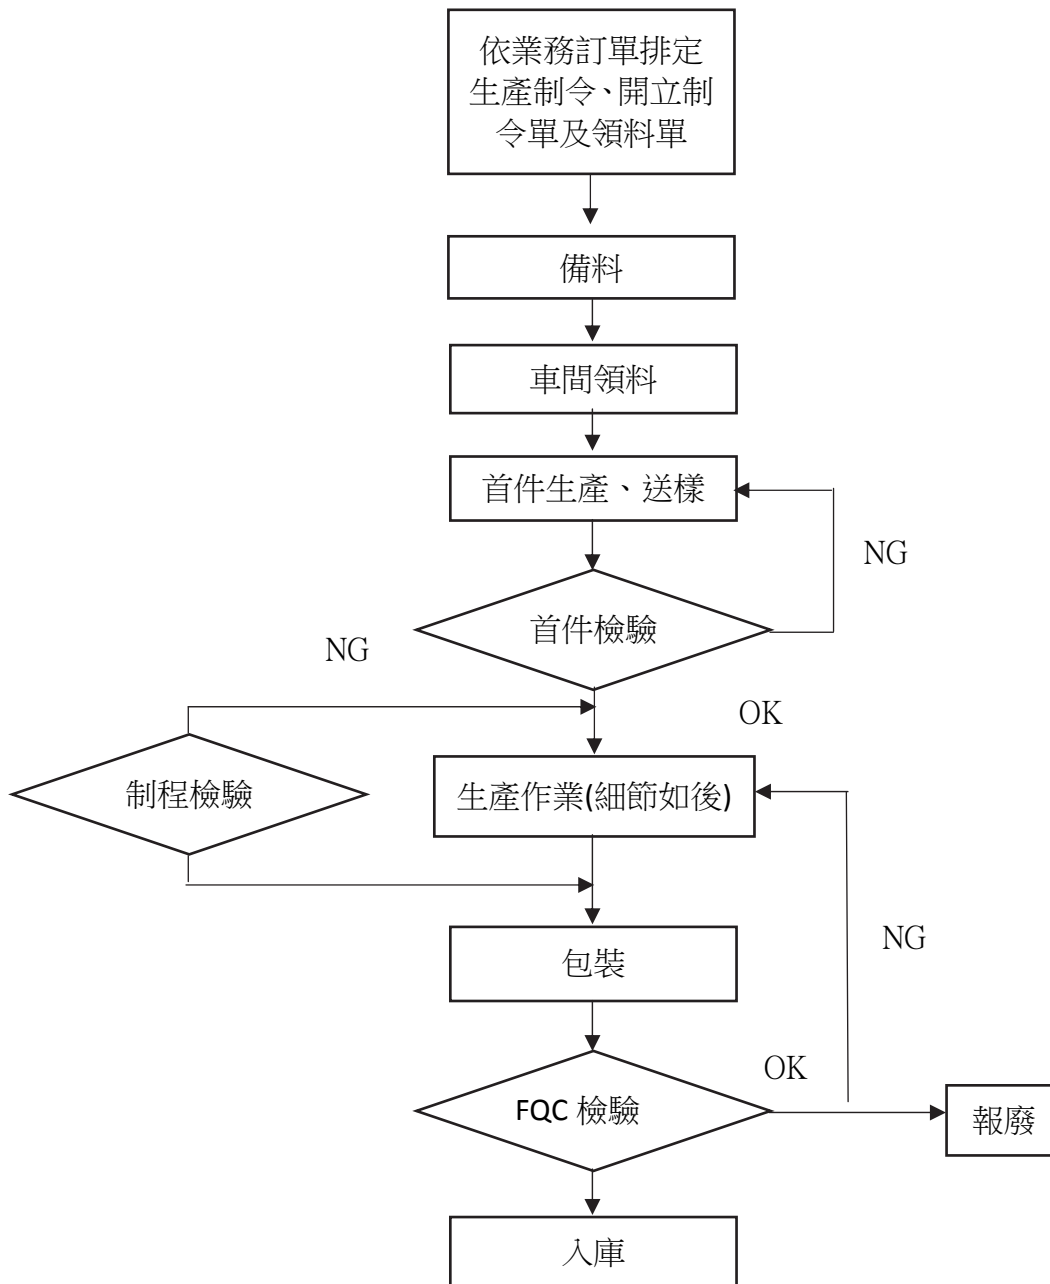 依業務訂單排定
生產制令、開立制
令單及領料單
備料
車間領料
首件生產、送樣
NG
首件檢驗
NG
OK
制程檢驗
生產作業(細節如後)
NG
包裝
OK
FQC 檢驗
報廢
入庫